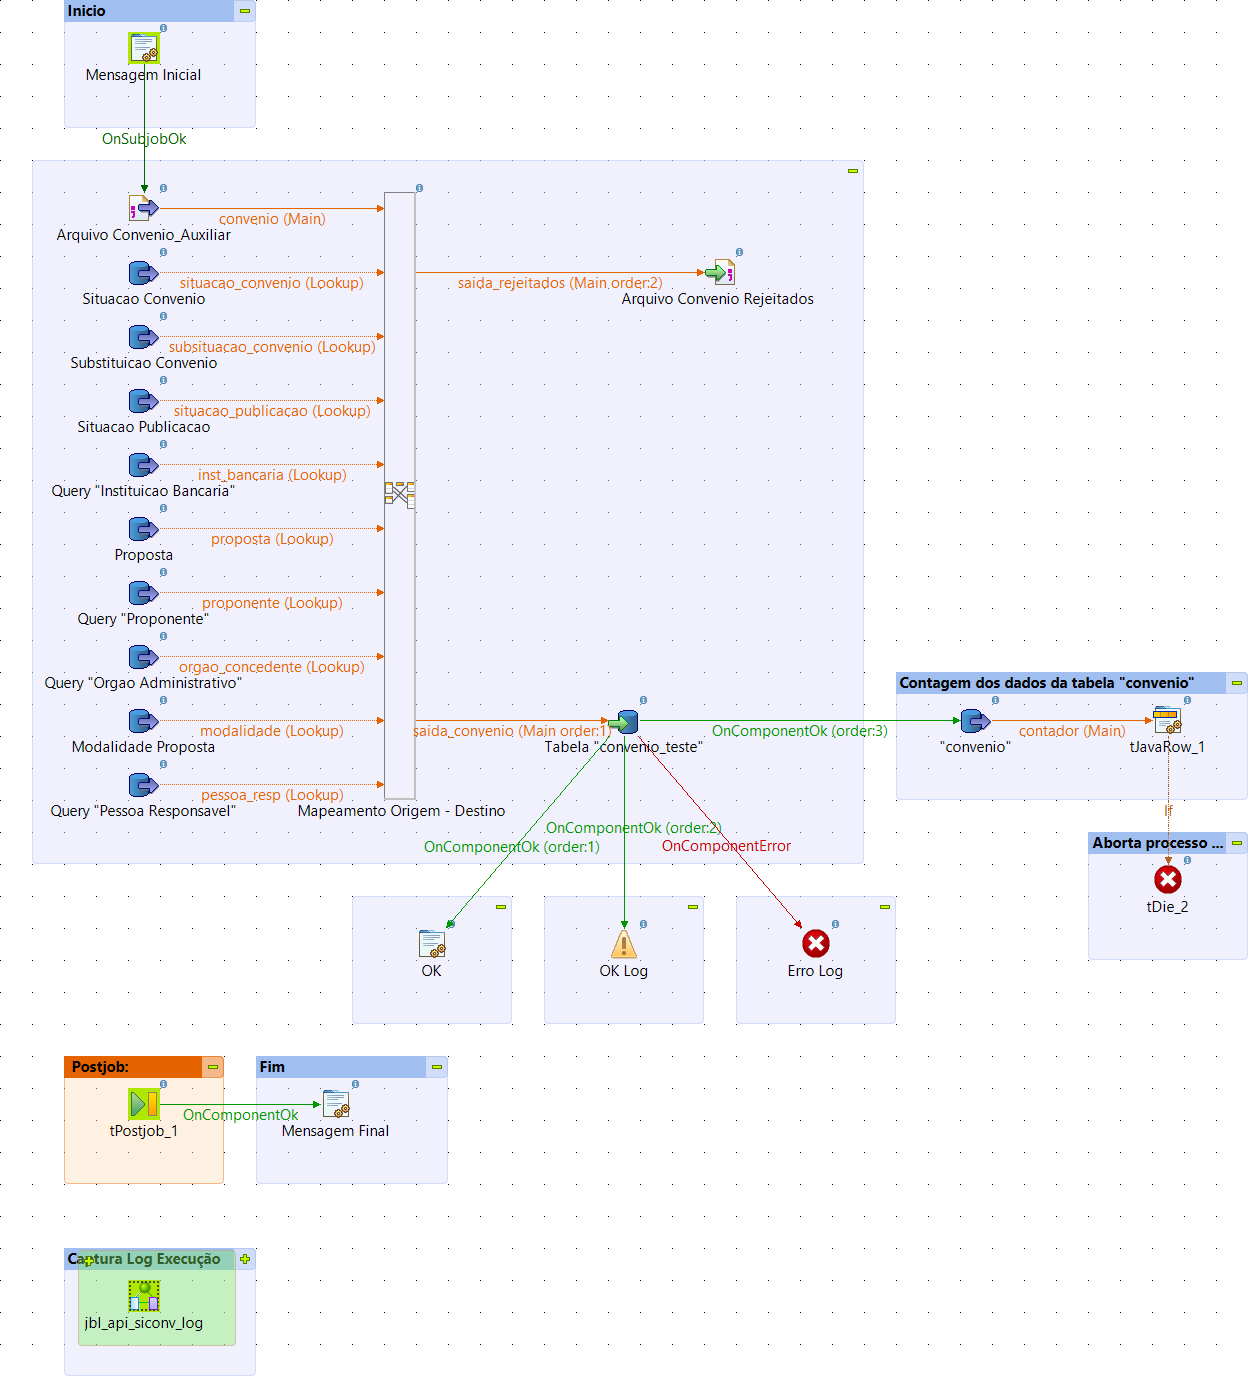 Inicio
Mensagem Inicial
OnSubjobOk
convenio (Main)
Arquivo Convenio_Auxiliar
situacao_convenio (Lookup)
saida_rejeitados (Main order:2)
Situacao Convenio
Arquivo Convenio Rejeitados
subsituacao_convenio (Lookup)
Substituicao Convenio
situacao_publicacao (Lookup)
Situacao Publicacao
inst_bancaria (Lookup)
Query "Instituicao Bancaria"
proposta (Lookup)
Proposta
proponente (Lookup)
Query "Proponente"
orgao_concedente (Lookup)
Query "Orgao Administrativo"
Contagem dos dados da tabela "convenio"
modalidade (Lookup)
saida_convenio (Main order:1)
OnComponentOk (order:3)
contador (Main)
Modalidade Proposta
Tabela "convenio_teste"
"convenio"
tJavaRow_1
pessoa_resp (Lookup)
Query "Pessoa Responsavel"
Mapeamento Origem - Destino
If
OnComponentOk (order:2)
OnComponentOk (order:1)
OnComponentError
Aborta processo ...
tDie_2
OK
OK Log
Erro Log
Postjob:
Fim
OnComponentOk
tPostjob_1
Mensagem Final
Captura Log Execução
jbl_api_siconv_log